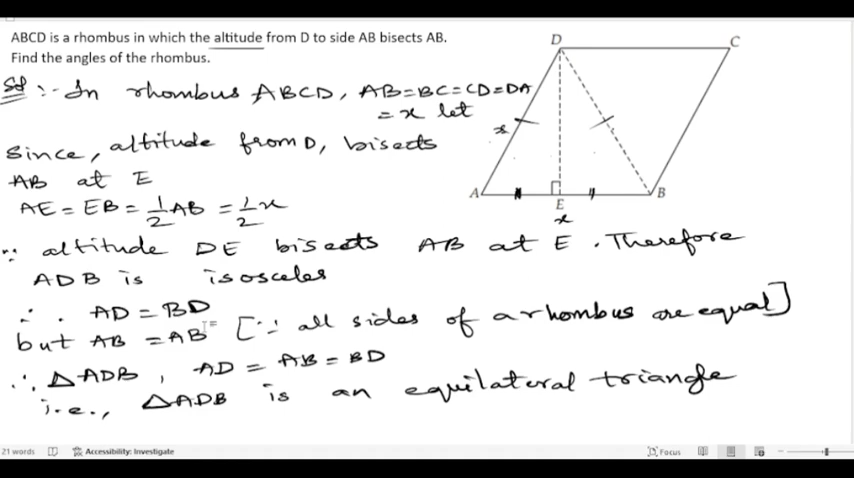 ABCD is a rhombus in which the altitude from D to side AB bisects AB.
Find the angles of the rhombus.
Sol :- In rhombus ABCD, AB=BC=CD=DA
= x let
Since, altitude from D, bisects
AB at E
AE = EB = 1/2 AB = 1/2 x
∵ altitude DE bisects AB at E. Therefore
ADB is isosceles
∴ AD = BD
but AB = AB [∵ all sides of a rhombus are equal]
∴ △ADB, AD = AB = BD
i.e., △ADB is an equilateral triangle
D
C
x
A
E
B
x
21 words Accessibility: Investigate Focus